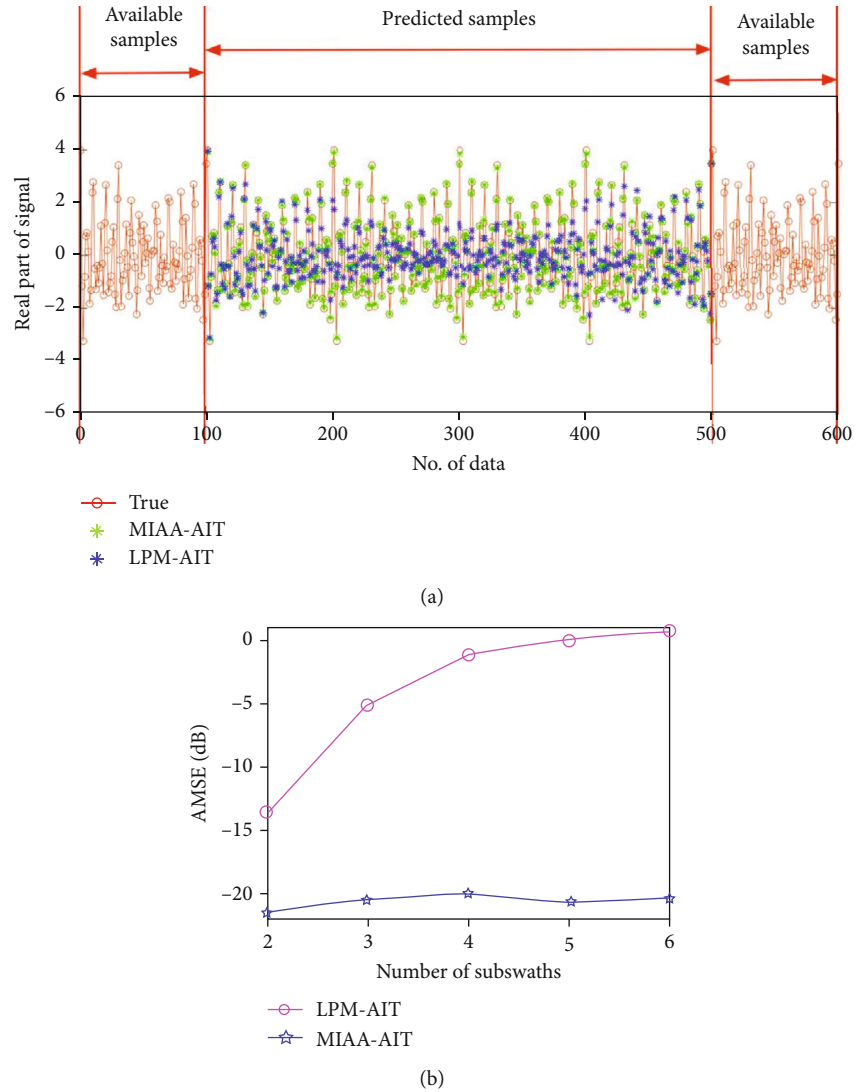 Available samples
Predicted samples
Available samples
6
4
2
0
−2
−4
−6
Real part of signal
0 100 200 300 400 500 600
No. of data
True
MIAA-AIT
LPM-AIT
(a)
0
−5
−10
−15
−20
AMSE (dB)
2 3 4 5 6
Number of subswaths
LPM-AIT
MIAA-AIT
(b)